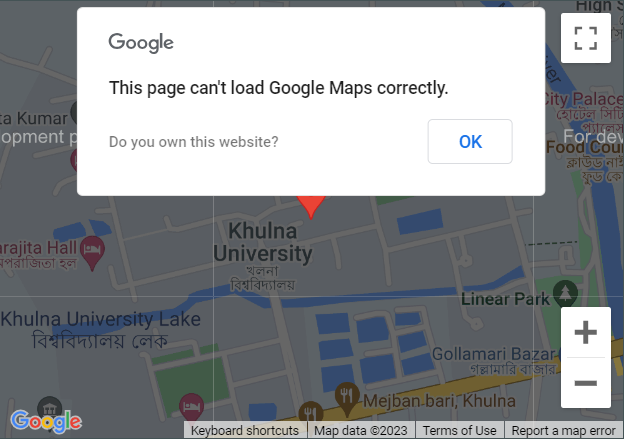 High S
Google
This page can't load Google Maps correctly.
Do you own this website?
OK
ver
City Palace
হোটেল সিটি
প্যালেস
ta Kumar
opment p
For dev
Food Cou
ক্লাউড নাই
ফুড কো
Khulna
University
খুলনা
বিশ্ববিদ্যালয়
arajita Hall
অপরাজিতা হল
Linear Park
Khulna University Lake
বিশ্ববিদ্যালয় লেক
Gollamari Bazar
গল্লামারি বাজার
Mejban bari, Khulna
Google
Keyboard shortcuts
Map data ©2023
Terms of Use
Report a map error